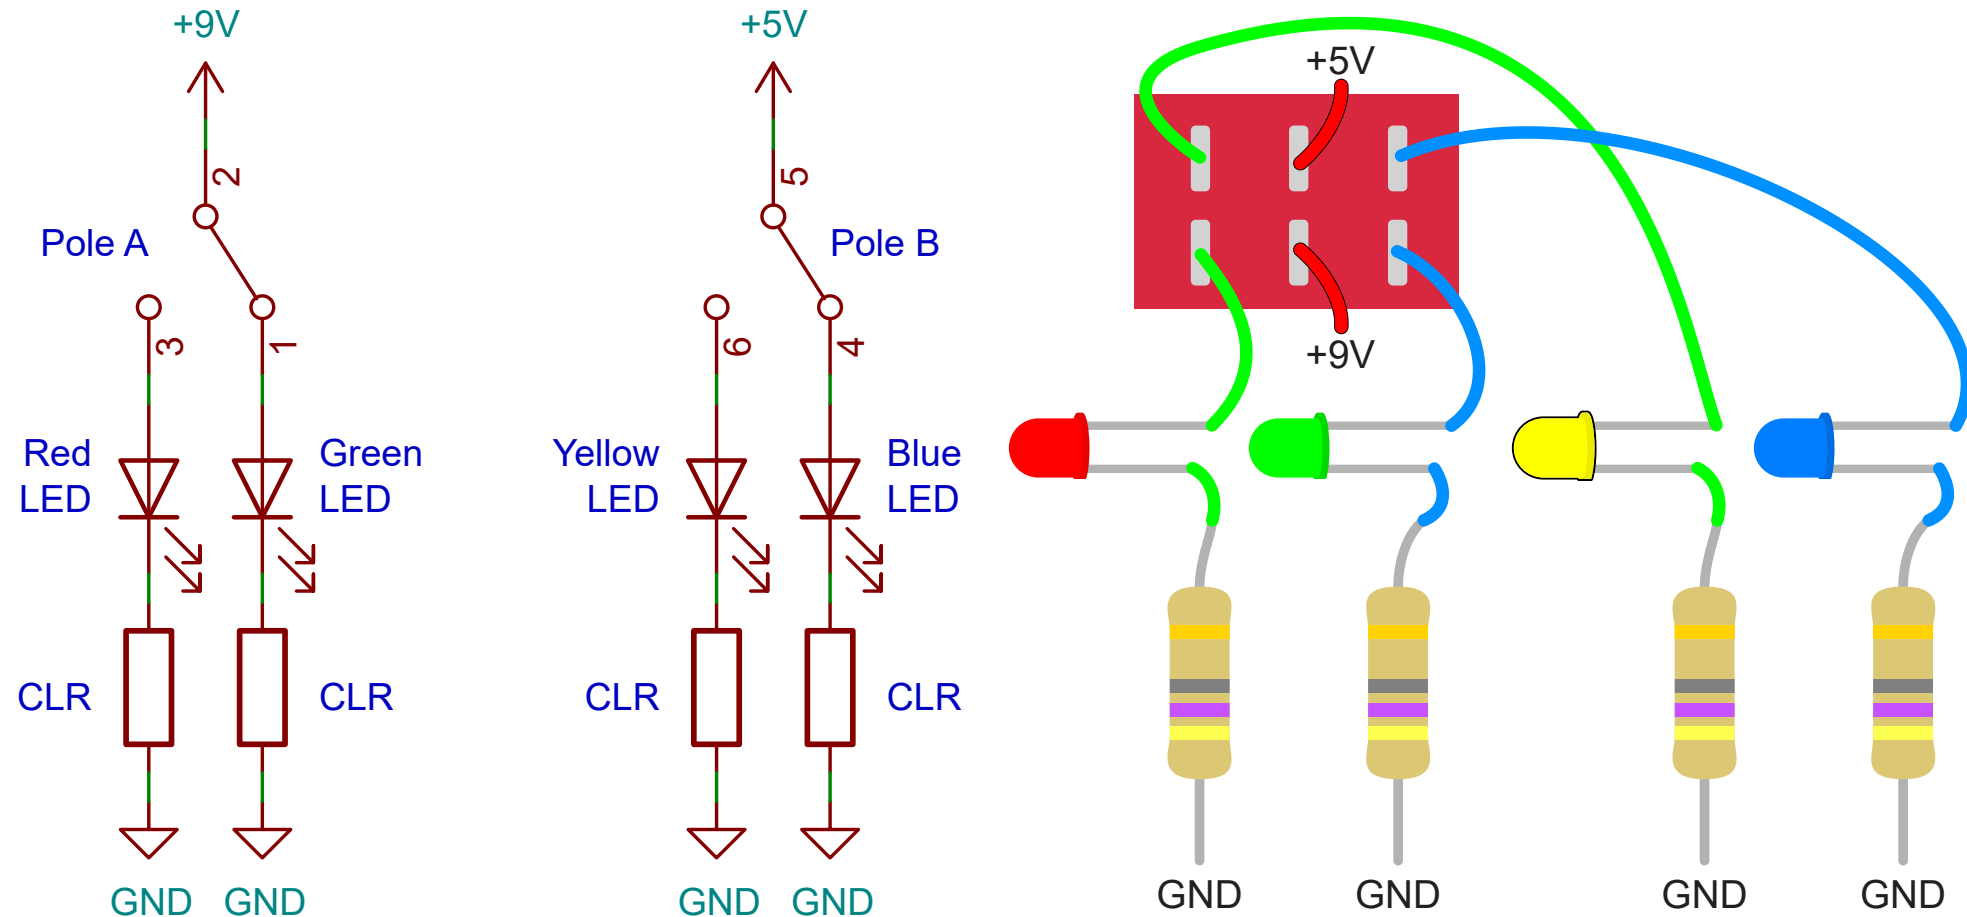 +9V
+5V
+5V
2
5
Pole A
Pole B
3
1
6
4
+9V
Red
LED
Green
LED
Yellow
LED
Blue
LED
CLR
CLR
CLR
CLR
GND
GND
GND
GND
GND
GND
GND
GND